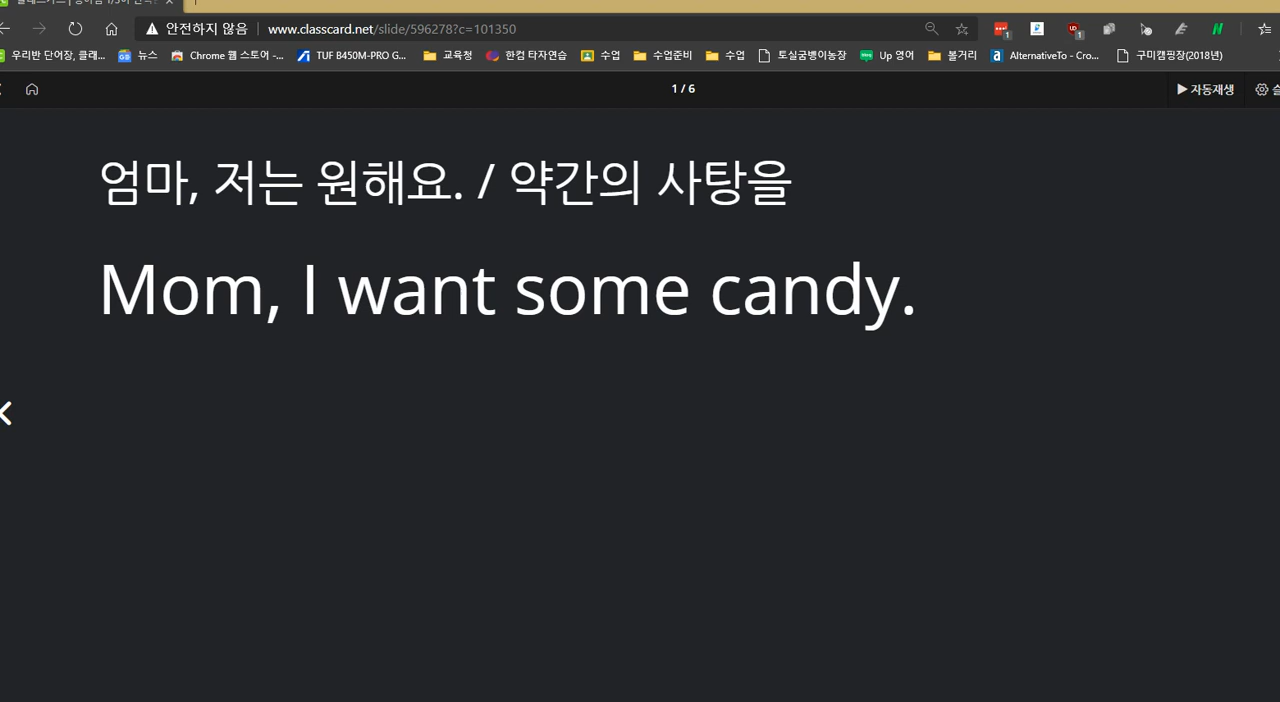 안전하지 않음 www.classcard.net/slide/596278?c=101350
우리반 단어장, 클래... 뉴스 Chrome 웹 스토어 -... TUF B450M-PRO G... 교육청 한컴 타자연습 수업 수업준비 수업 토실굼벵이농장 Up 영어 볼거리 AlternativeTo - Cro... 구미캠핑장(2018년)
1 / 6 ▶ 자동재생
엄마, 저는 원해요. / 약간의 사탕을
Mom, I want some candy.